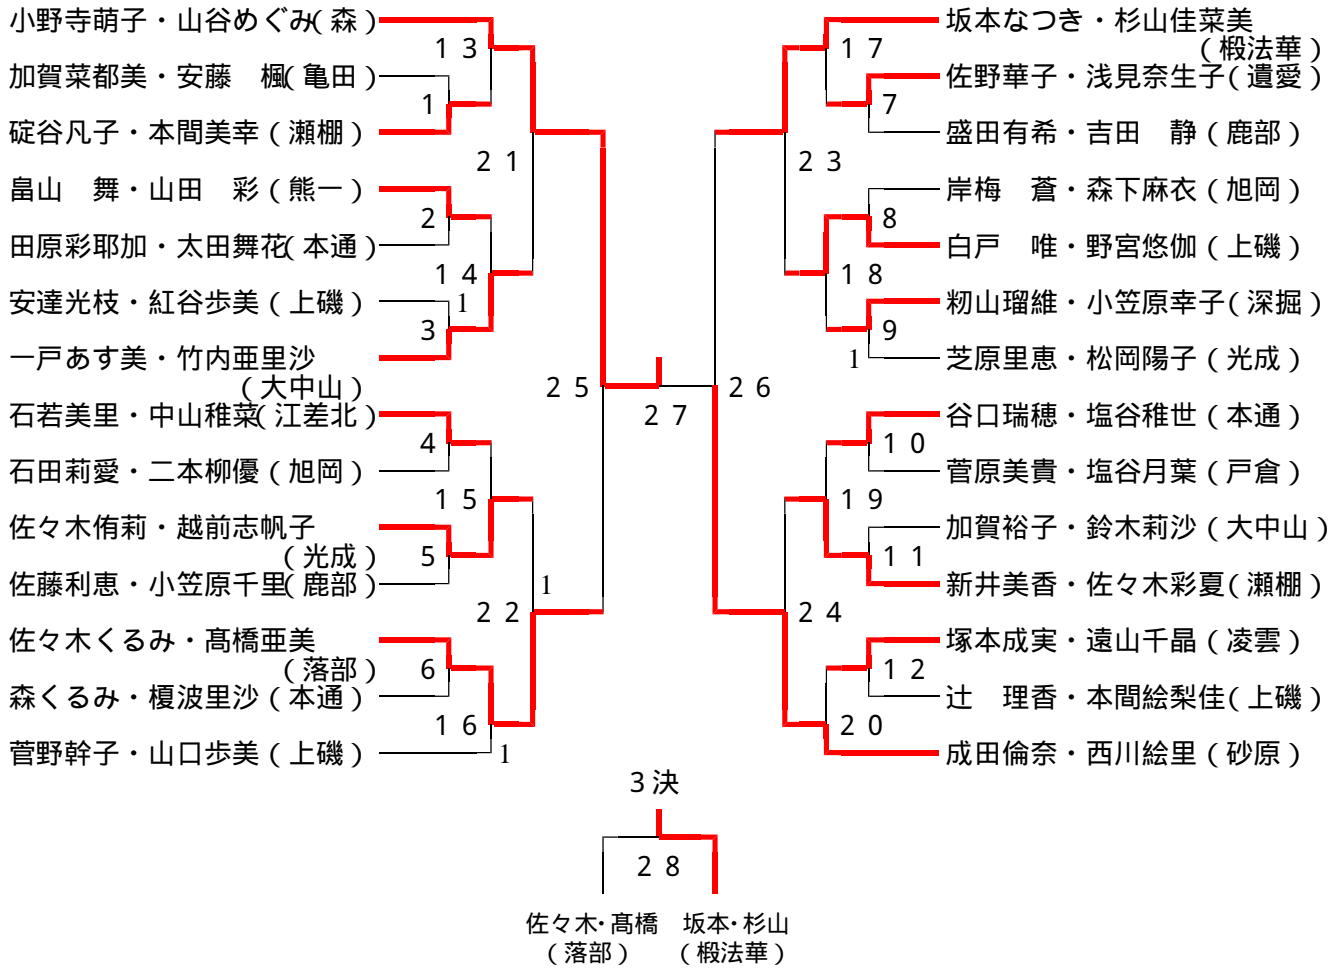 小野寺萌子・山谷めぐみ(森)
13
加賀菜都美・安藤　楓(亀田)
1
碇谷凡子・本間美幸(瀬棚)
21
畠山　舞・山田　彩(熊一)
2
田原彩耶加・太田舞花(本通)
14
安達光枝・紅谷歩美(上磯)
1
3
一戸あす美・竹内亜里沙
(大中山)
25
石若美里・中山稚菜(江差北)
4
石田莉愛・二本柳優(旭岡)
15
佐々木侑莉・越前志帆子
(光成)
5
佐藤利恵・小笠原千里(鹿部)
1
22
佐々木くるみ・髙橋亜美
(落部)
6
森くるみ・榎波里沙(本通)
16
菅野幹子・山口歩美(上磯)
1
27
坂本なつき・杉山佳菜美
(椴法華)
17
佐野華子・浅見奈生子(遺愛)
7
盛田有希・吉田　静(鹿部)
23
岸梅　蒼・森下麻衣(旭岡)
8
白戸　唯・野宮悠伽(上磯)
18
籾山瑠維・小笠原幸子(深掘)
9
1
芝原里恵・松岡陽子(光成)
26
谷口瑞穂・塩谷稚世(本通)
10
菅原美貴・塩谷月葉(戸倉)
19
加賀裕子・鈴木莉沙(大中山)
11
新井美香・佐々木彩夏(瀬棚)
24
塚本成実・遠山千晶(凌雲)
12
辻　理香・本間絵梨佳(上磯)
20
成田倫奈・西川絵里(砂原)
3決
28
佐々木・髙橋　坂本・杉山
(落部)　(椴法華)